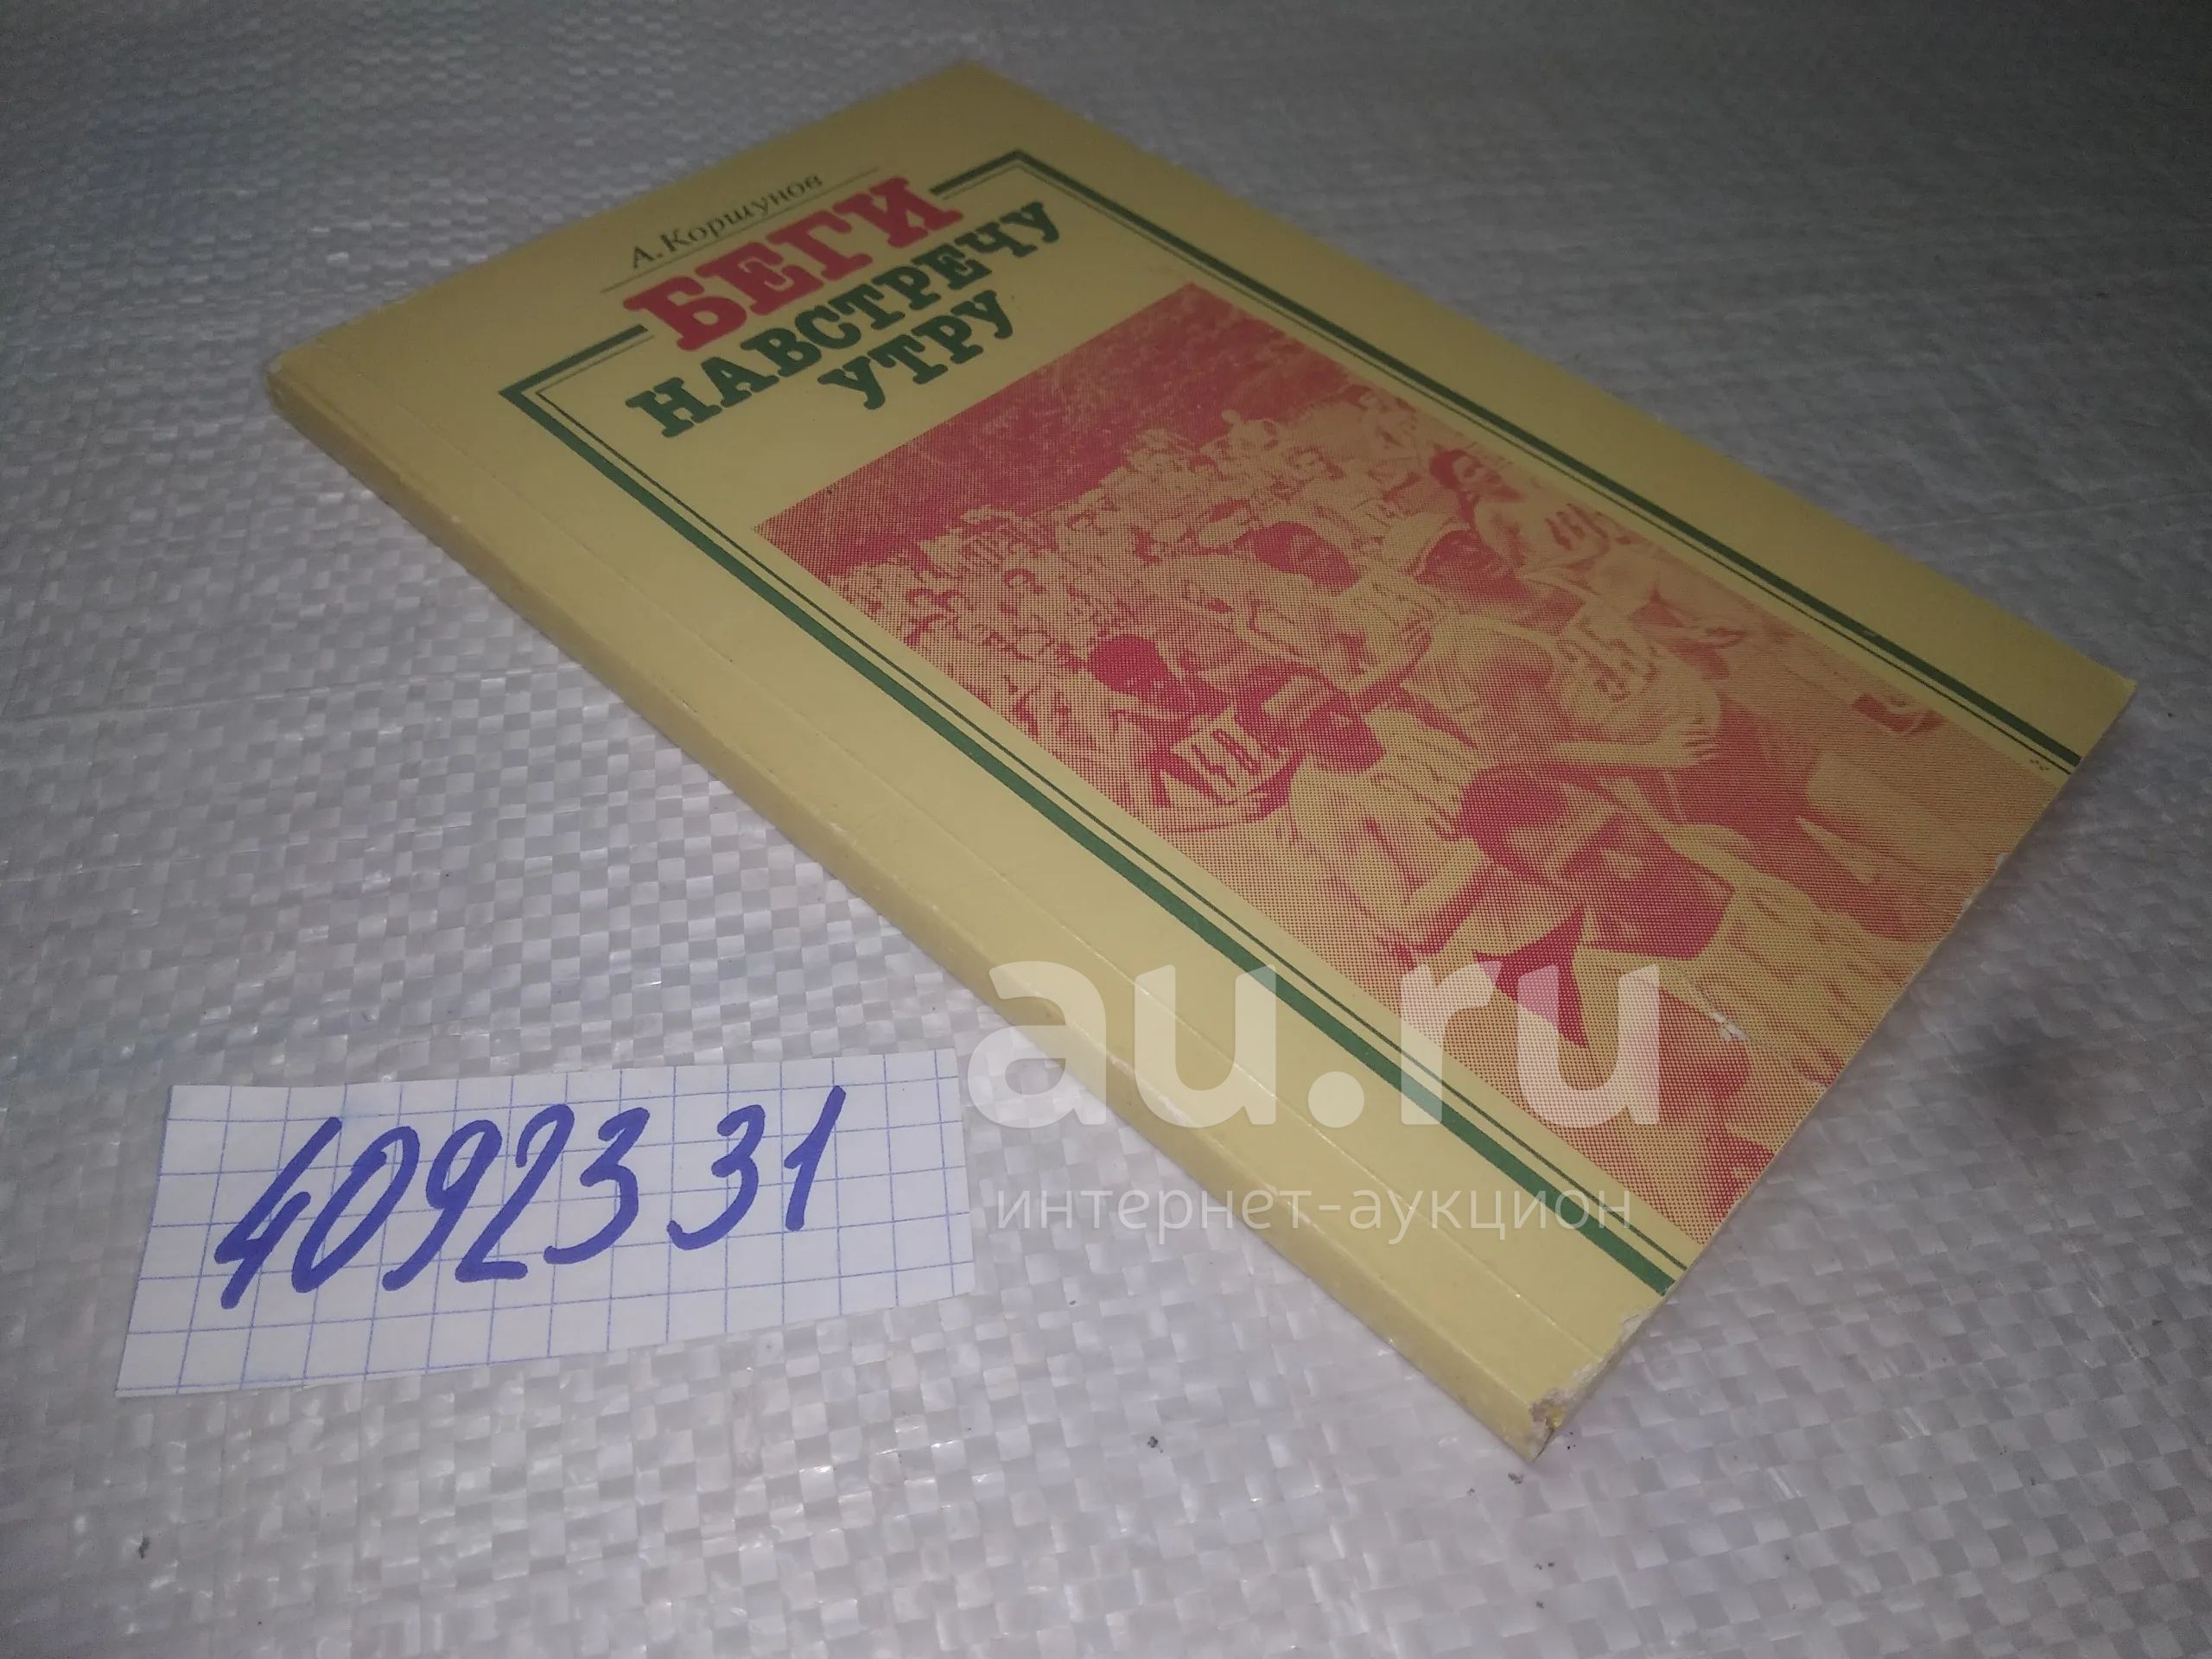 А. Коршунов
БЕГИ
НАВСТРЕЧУ
УТРУ
4092331
au.ru
интернет-аукцион